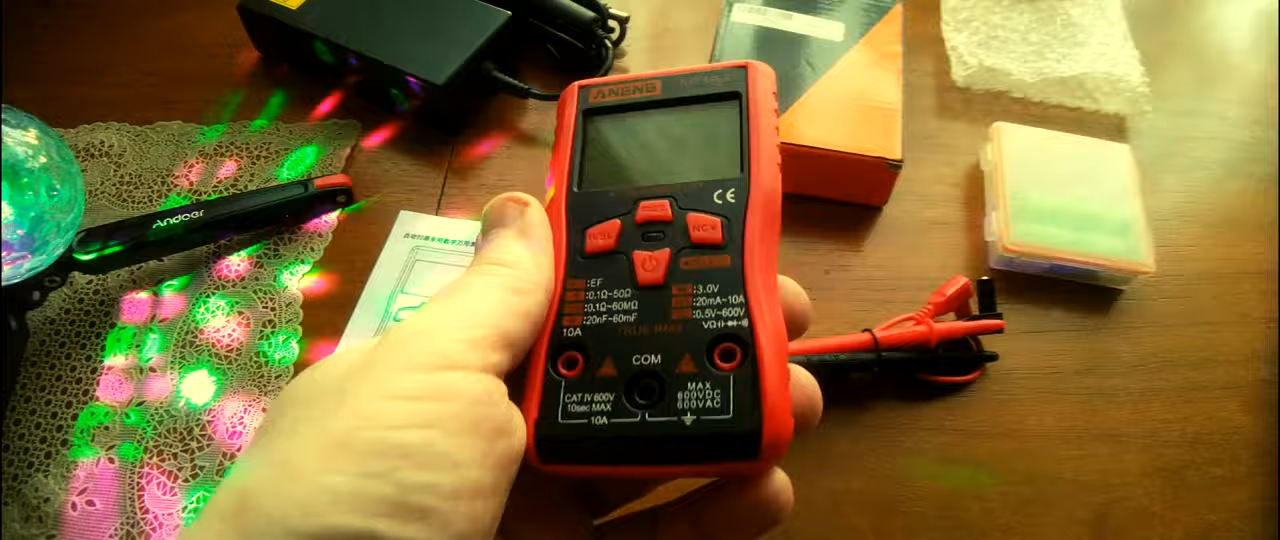 ANENG
CE
Andoer
NCV
:EF
:0.1Ω~50Ω
:0.1Ω~60MΩ
:20nF~60mF
:3.0V
:20mA~10A
:0.5V~600V
TRUE RMS
10A
COM
CAT IV 600V
10sec MAX
10A
MAX
600VDC
600VAC